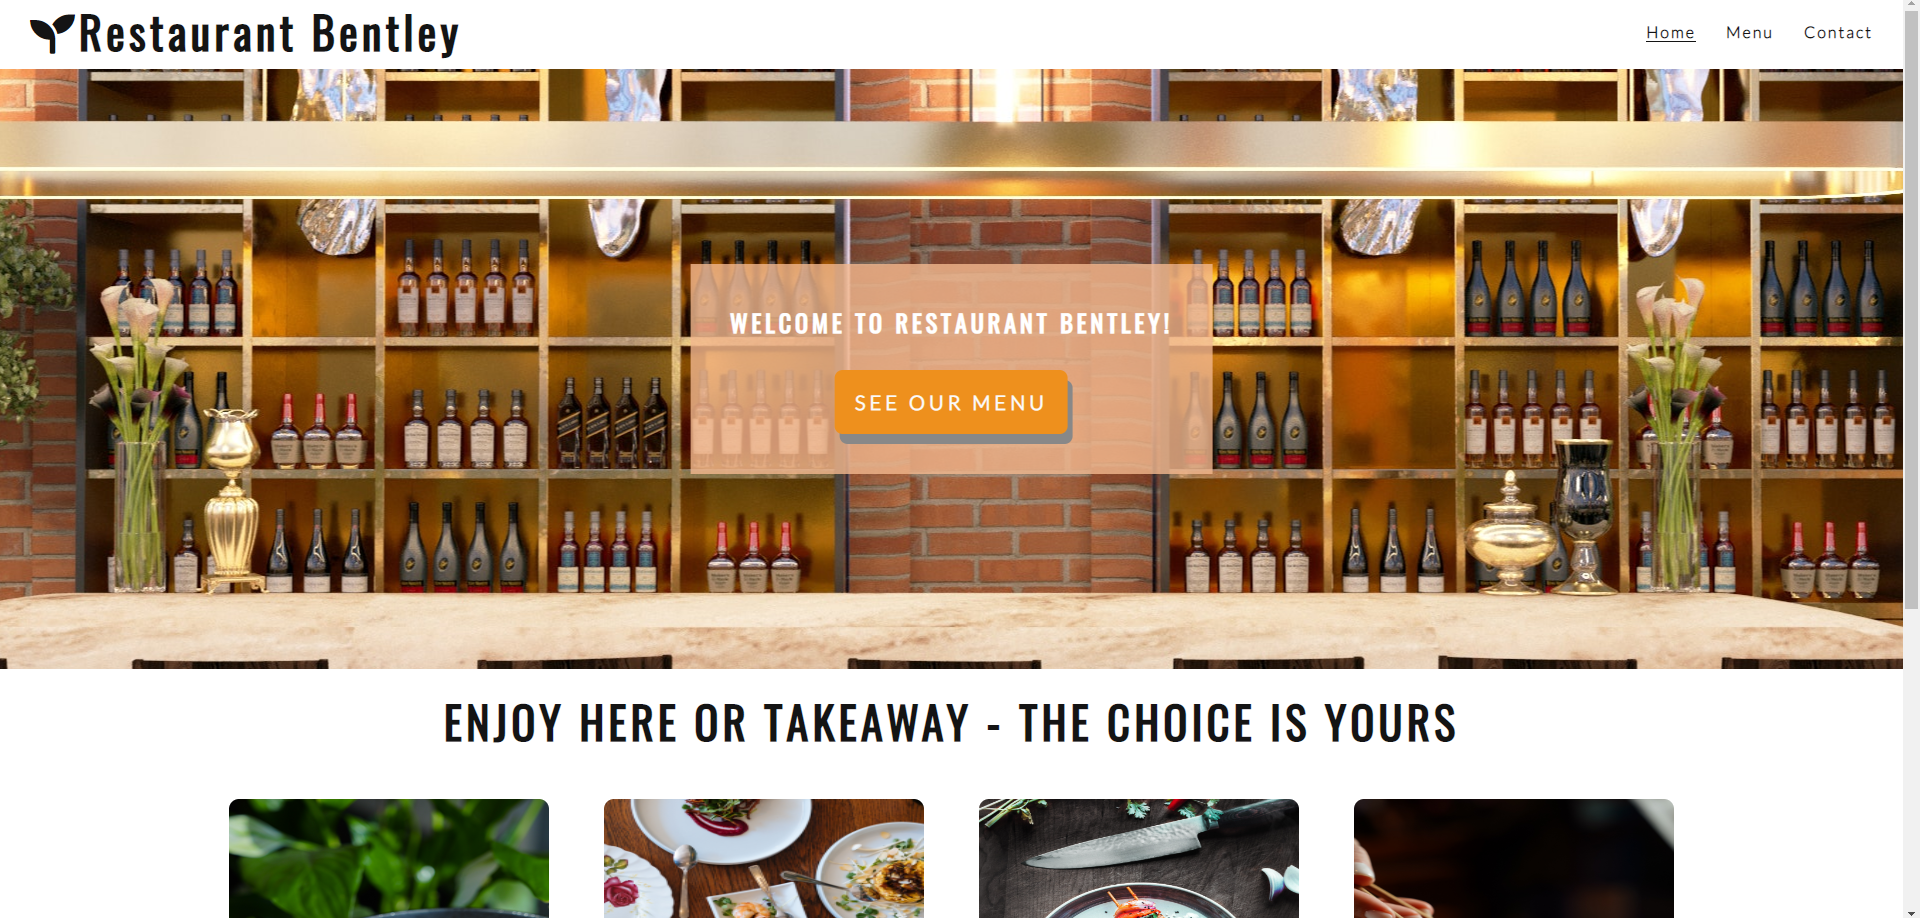 Restaurant Bentley
Home Menu Contact
WELCOME TO RESTAURANT BENTLEY!
SEE OUR MENU
ENJOY HERE OR TAKEAWAY - THE CHOICE IS YOURS